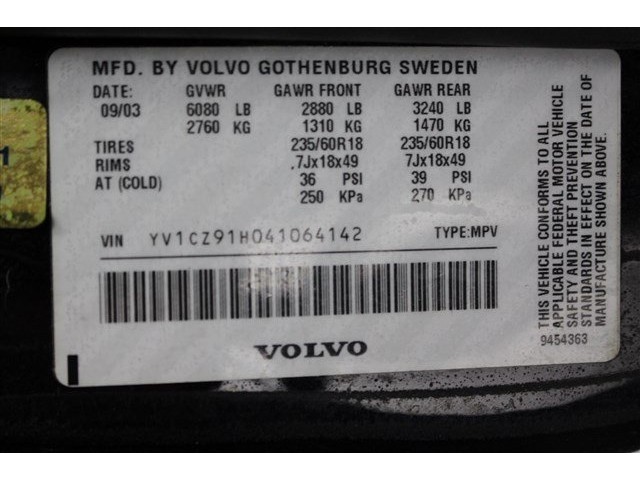 MFD. BY VOLVO GOTHENBURG SWEDEN
DATE: GVWR GAWR FRONT GAWR REAR
09/03 6080 LB 2880 LB 3240 LB
2760 KG 1310 KG 1470 KG
TIRES 235/60R18 235/60R18
RIMS .7Jx18x49 7Jx18x49
AT (COLD) 36 PSI 39 PSI
250 KPa 270 KPa
VIN YV1CZ91H041064142 TYPE:MPV
VOLVO
THIS VEHICLE CONFORMS TO ALL
APPLICABLE FEDERAL MOTOR VEHICLE
SAFETY AND THEFT PREVENTION
STANDARDS IN EFFECT ON THE DATE OF
MANUFACTURE SHOWN ABOVE.
9454363
1